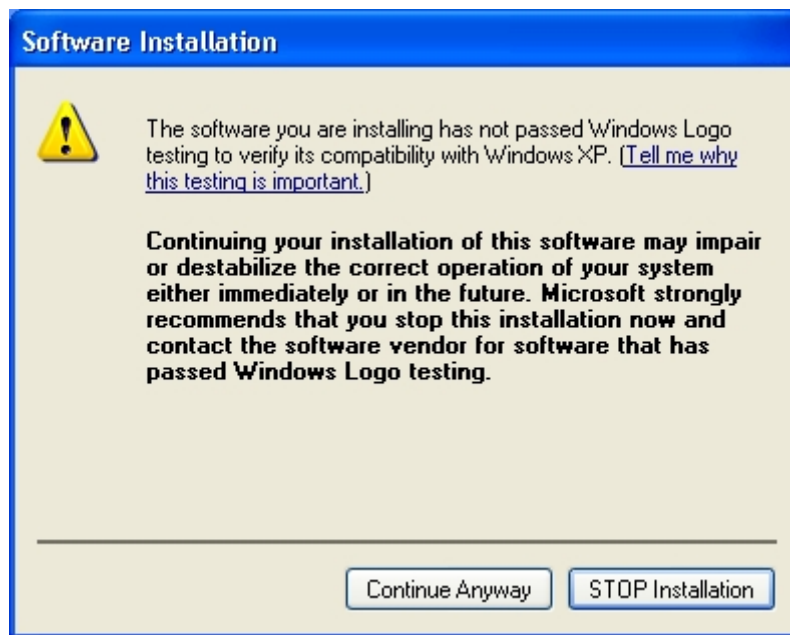 Software Installation
The software you are installing has not passed Windows Logo
testing to verify its compatibility with Windows XP. (Tell me why
this testing is important.)
Continuing your installation of this software may impair
or destabilize the correct operation of your system
either immediately or in the future. Microsoft strongly
recommends that you stop this installation now and
contact the software vendor for software that has
passed Windows Logo testing.
Continue Anyway
STOP Installation